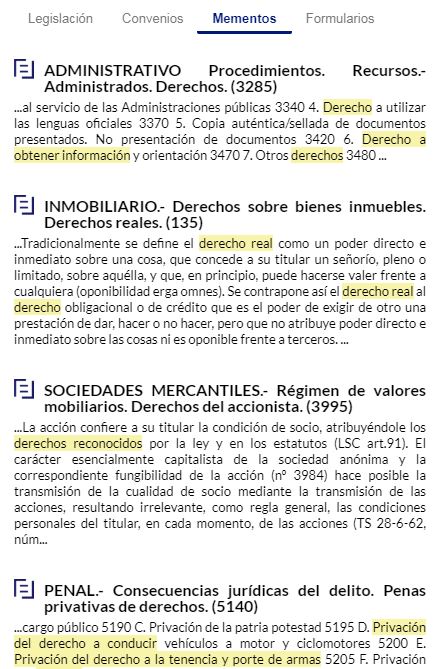 Legislación Convenios Mementos Formularios
ADMINISTRATIVO Procedimientos. Recursos.-
Administrados. Derechos. (3285)
...al servicio de las Administraciones públicas 3340 4. Derecho a utilizar
las lenguas oficiales 3370 5. Copia auténtica/sellada de documentos
presentados. No presentación de documentos 3420 6. Derecho a
obtener información y orientación 3470 7. Otros derechos 3480 ...
INMOBILIARIO.- Derechos sobre bienes inmuebles.
Derechos reales. (135)
...Tradicionalmente se define el derecho real como un poder directo e
inmediato sobre una cosa, que concede a su titular un señorío, pleno o
limitado, sobre aquélla, y que, en principio, puede hacerse valer frente a
cualquiera (oponibilidad erga omnes). Se contrapone así el derecho real al
derecho obligacional o de crédito que es el poder de exigir de otro una
prestación de dar, hacer o no hacer, pero que no atribuye poder directo e
inmediato sobre las cosas ni es oponible frente a terceros. ...
SOCIEDADES MERCANTILES.- Régimen de valores
mobiliarios. Derechos del accionista. (3995)
...La acción confiere a su titular la condición de socio, atribuyéndole los
derechos reconocidos por la ley y en los estatutos (LSC art.91). El
carácter esencialmente capitalista de la sociedad anónima y la
correspondiente fungibilidad de la acción (nº 3984) hace posible la
transmisión de la cualidad de socio mediante la transmisión de las
acciones, resultando irrelevante, como regla general, las condiciones
personales del titular, en cada momento, de las acciones (TS 28-6-62,
núm...
PENAL.- Consecuencias jurídicas del delito. Penas
privativas de derechos. (5140)
...cargo público 5190 C. Privación de la patria potestad 5195 D. Privación
del derecho a conducir vehículos a motor y ciclomotores 5200 E.
Privación del derecho a la tenencia y porte de armas 5205 F. Privación